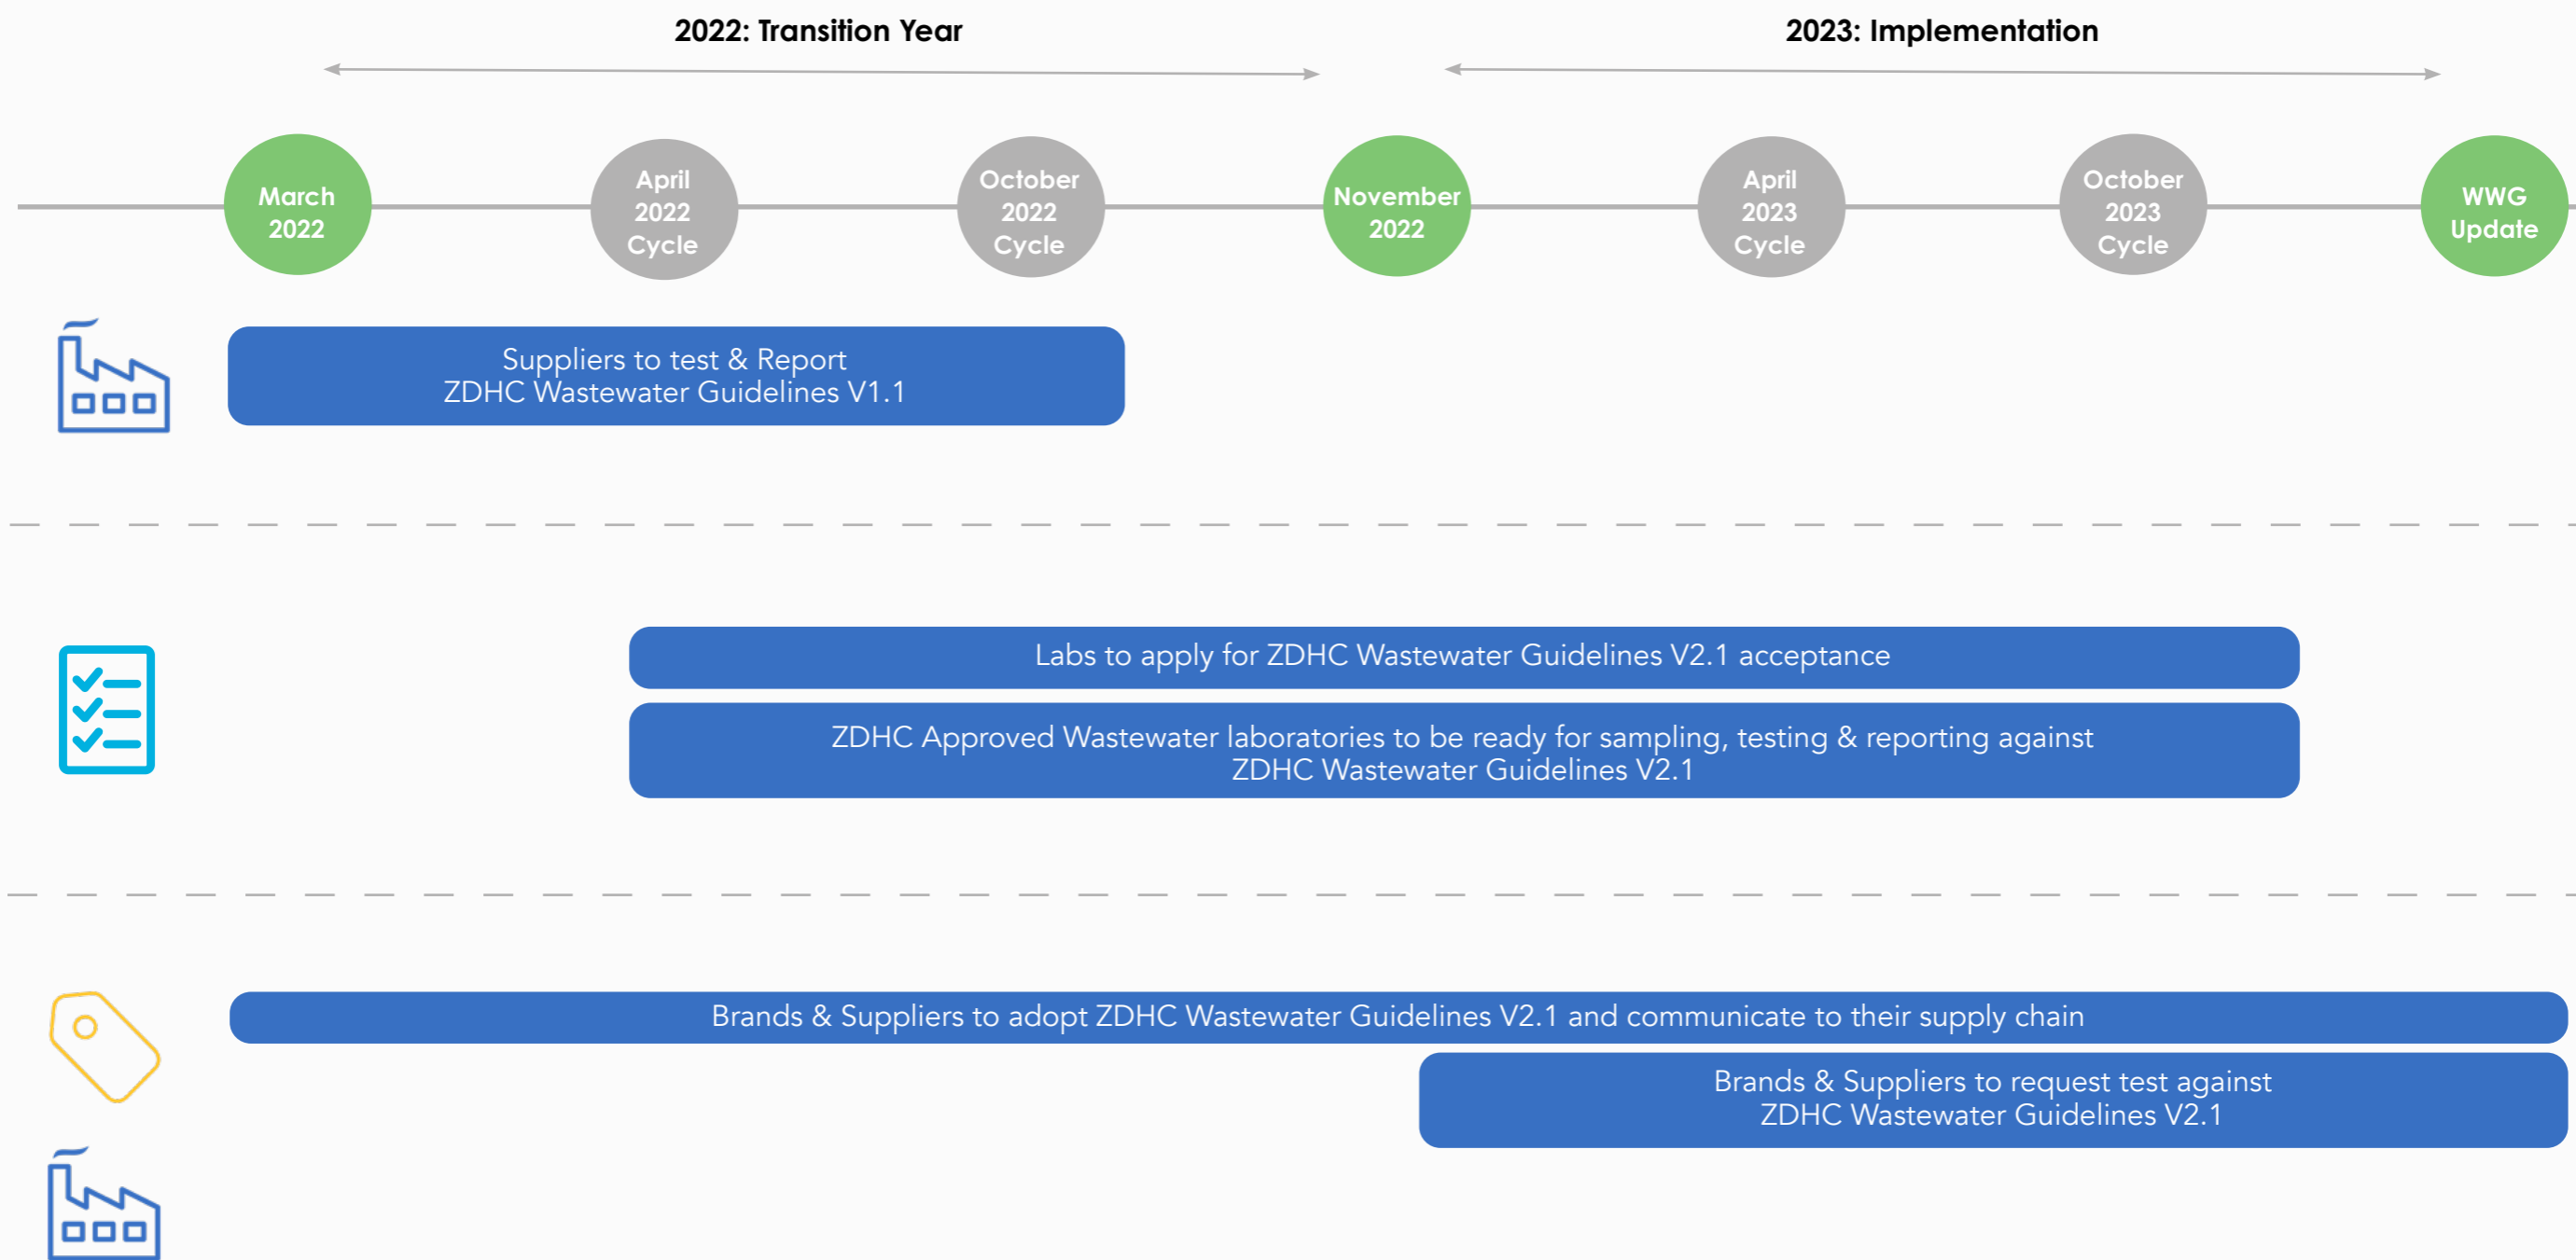 2022: Transition Year
2023: Implementation
March
2022
April
2022
Cycle
October
2022
Cycle
November
2022
April
2023
Cycle
October
2023
Cycle
WWG
Update
Suppliers to test & Report
ZDHC Wastewater Guidelines V1.1
Labs to apply for ZDHC Wastewater Guidelines V2.1 acceptance
ZDHC Approved Wastewater laboratories to be ready for sampling, testing & reporting against
ZDHC Wastewater Guidelines V2.1
Brands & Suppliers to adopt ZDHC Wastewater Guidelines V2.1 and communicate to their supply chain
Brands & Suppliers to request test against
ZDHC Wastewater Guidelines V2.1